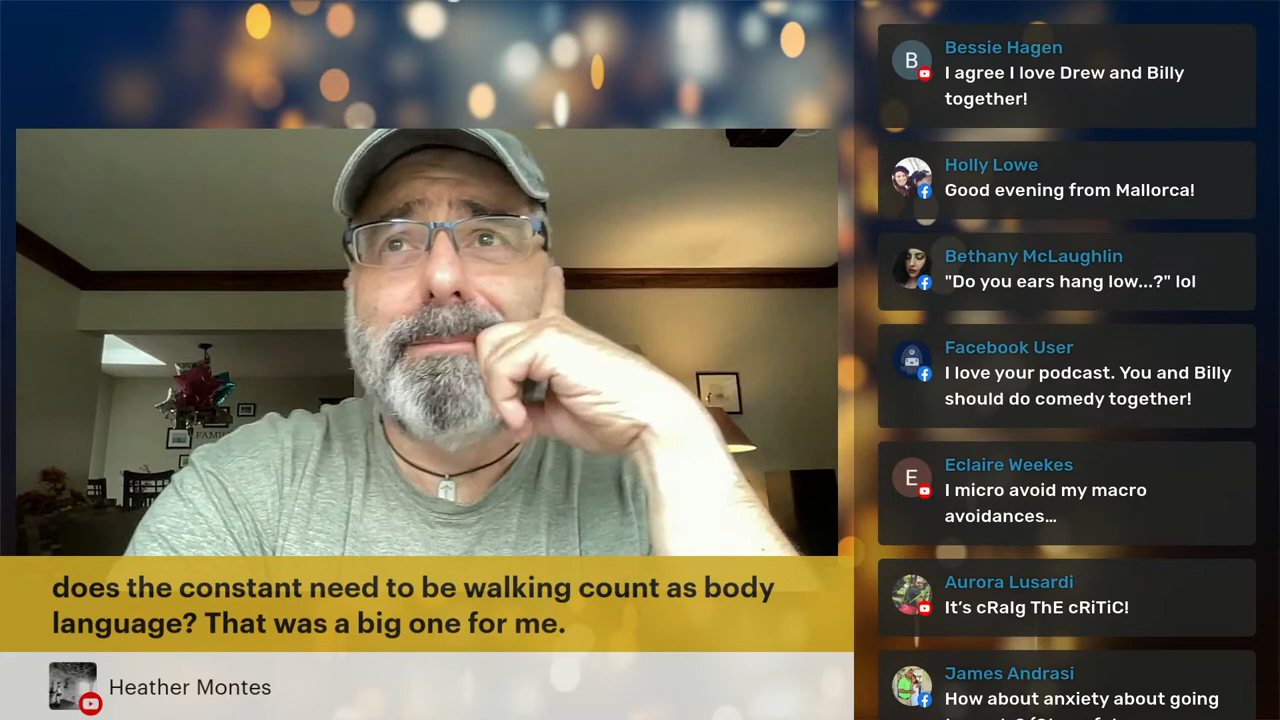 Bessie Hagen
I agree I love Drew and Billy
together!
Holly Lowe
Good evening from Mallorca!
Bethany McLaughlin
"Do you ears hang low...?" lol
Facebook User
I love your podcast. You and Billy
should do comedy together!
Eclaire Weekes
I micro avoid my macro
avoidances…
Aurora Lusardi
It's cRaIg ThE cRiTiC!
James Andrasi
How about anxiety about going
B
E
does the constant need to be walking count as body
language? That was a big one for me.
Heather Montes